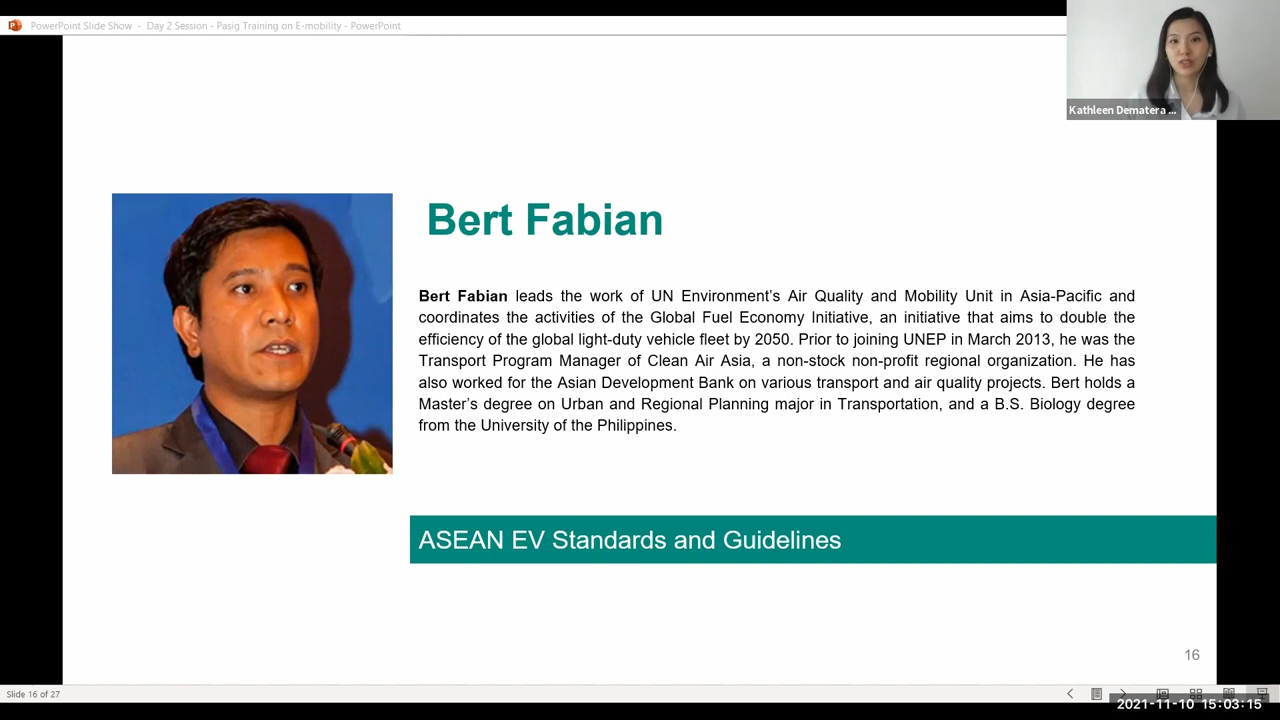 PowerPoint Slide Show - Day 2 Session - Pasig Training on E-mobility - PowerPoint
Kathleen Dematera ...
Bert Fabian
Bert Fabian leads the work of UN Environment's Air Quality and Mobility Unit in Asia-Pacific and
coordinates the activities of the Global Fuel Economy Initiative, an initiative that aims to double the
efficiency of the global light-duty vehicle fleet by 2050. Prior to joining UNEP in March 2013, he was the
Transport Program Manager of Clean Air Asia, a non-stock non-profit regional organization. He has
also worked for the Asian Development Bank on various transport and air quality projects. Bert holds a
Master's degree on Urban and Regional Planning major in Transportation, and a B.S. Biology degree
from the University of the Philippines.
ASEAN EV Standards and Guidelines
16
Slide 16 of 27
2021-11-10 15:03:15